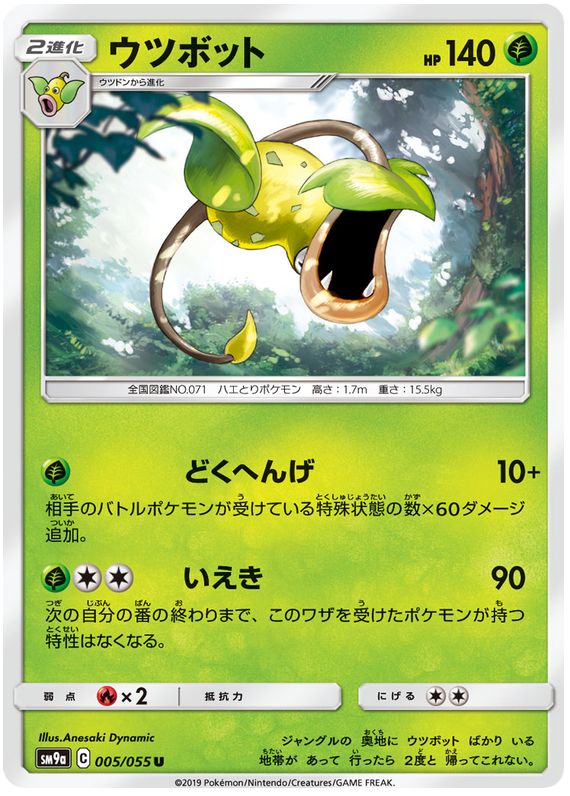 2進化 ウツボット HP 140
ウツドンから進化
全国図鑑NO.071 ハエとりポケモン 高さ：1.7m 重さ：15.5kg
どくへんげ 10+
相手のバトルポケモンが受けている特殊状態の数×60ダメージ
追加。
いえき 90
次の自分の番の終わりまで、このワザを受けたポケモンが持つ
特性はなくなる。
弱点 ×2 抵抗力 にげる
Illus.Anesaki Dynamic
SM9a C 005/055 U
ジャングルの 奥地に ウツボット ばかり いる
地帯が あって 行ったら 2度と 帰ってこれない。
©2019 Pokémon/Nintendo/Creatures/GAME FREAK.